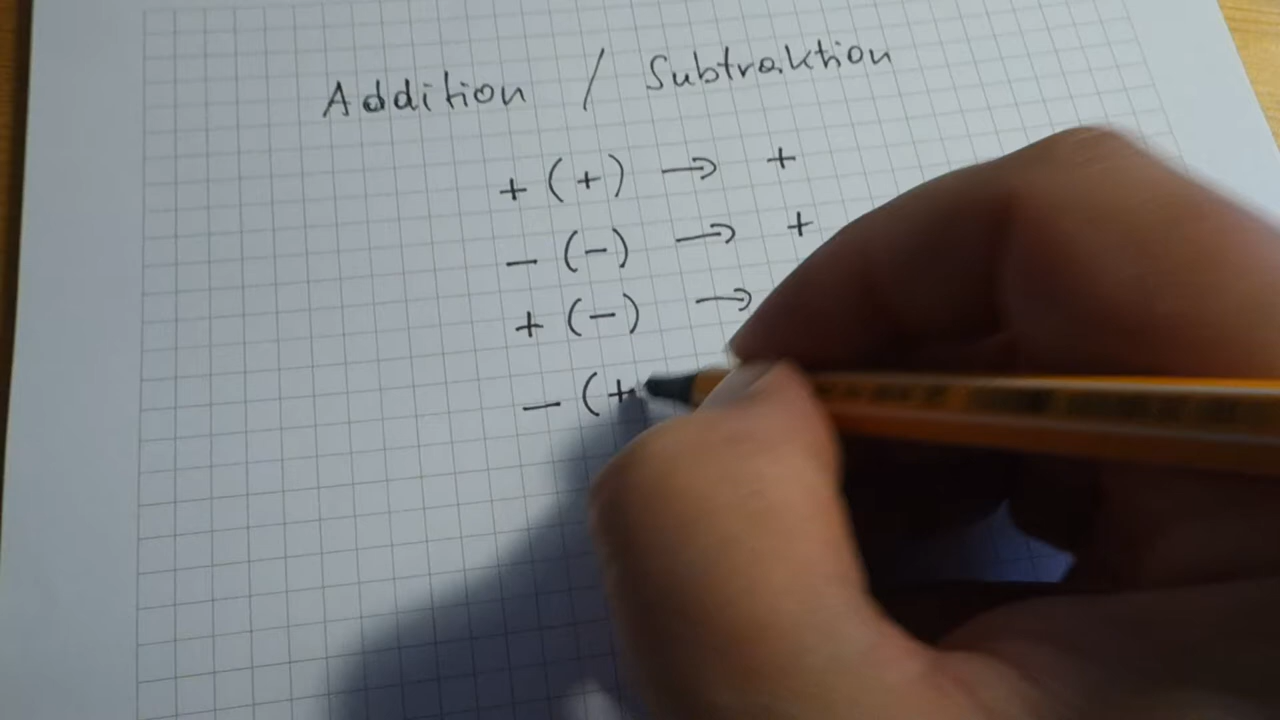 Addition / Subtraktion
+ (+) → +
− (−) → +
+ (−) →
− (+